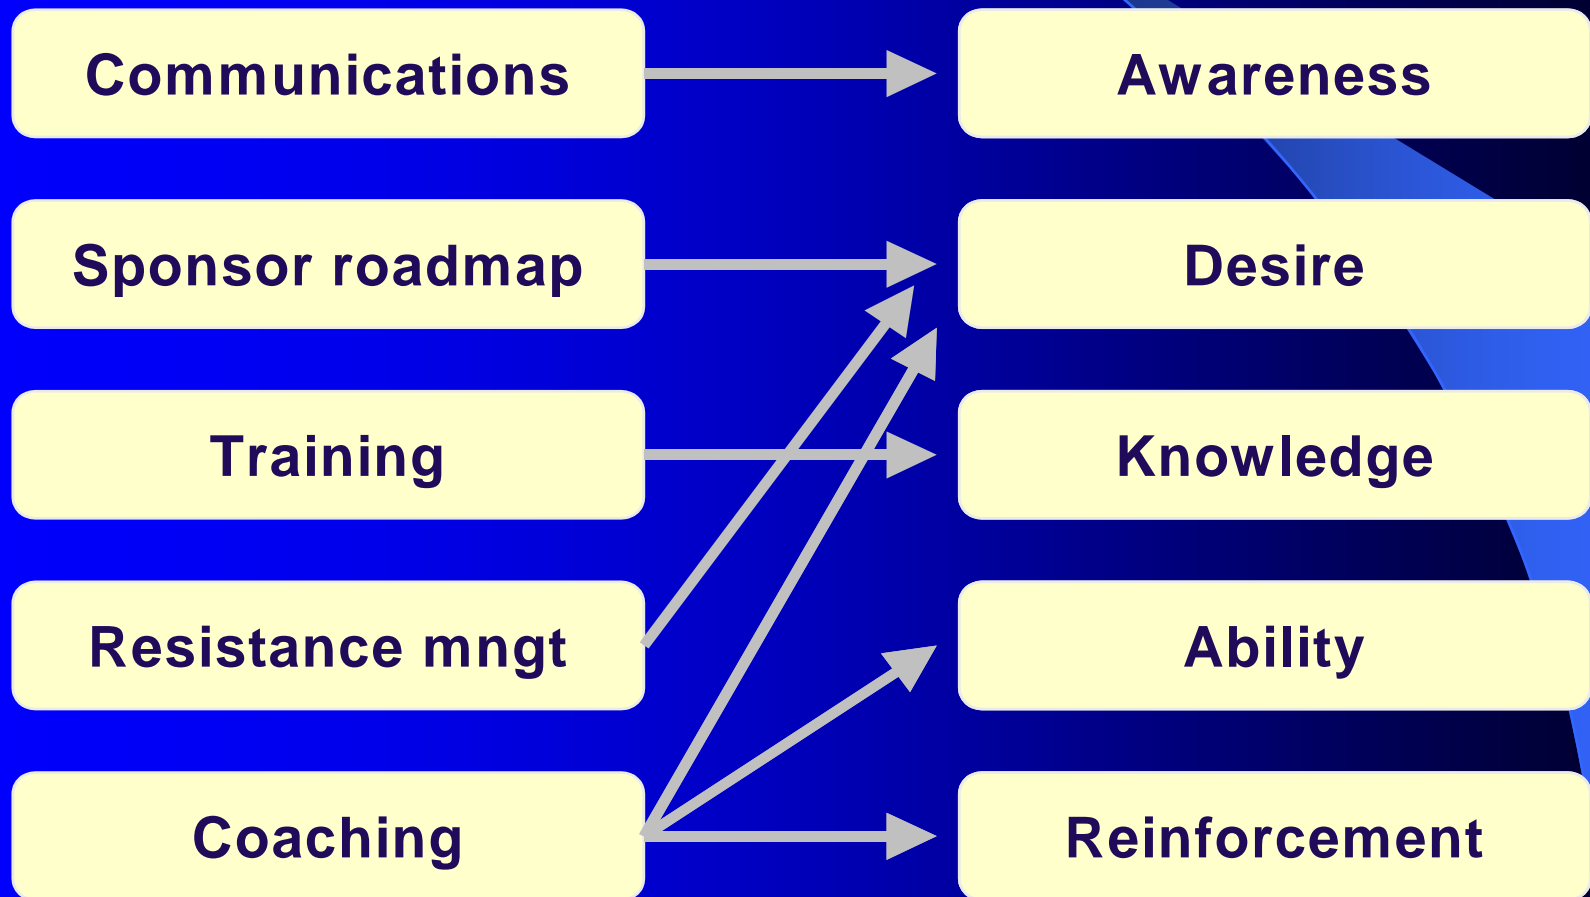 Communications
Awareness
Sponsor roadmap
Desire
Training
Knowledge
Resistance mngt
Ability
Coaching
Reinforcement